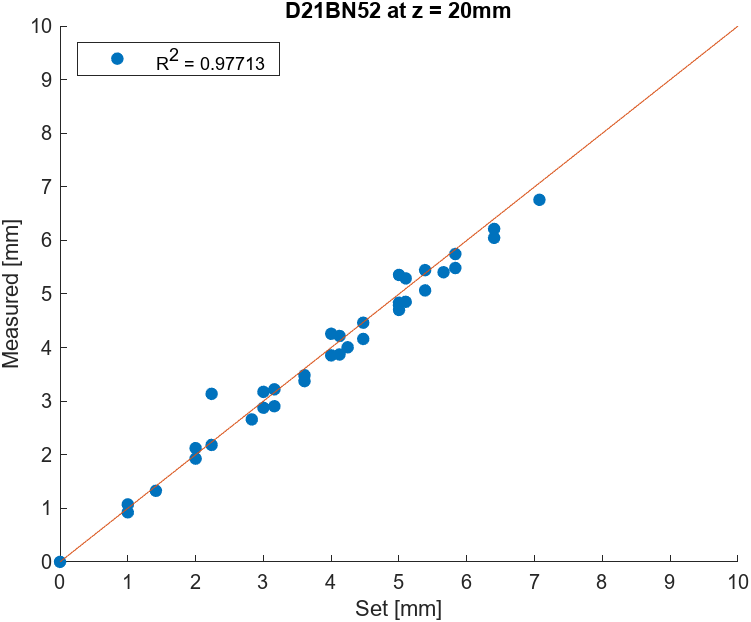 D21BN52 at z = 20mm
R² = 0.97713
Measured [mm]
10
9
8
7
6
5
4
3
2
1
0
0 1 2 3 4 5 6 7 8 9 10
Set [mm]